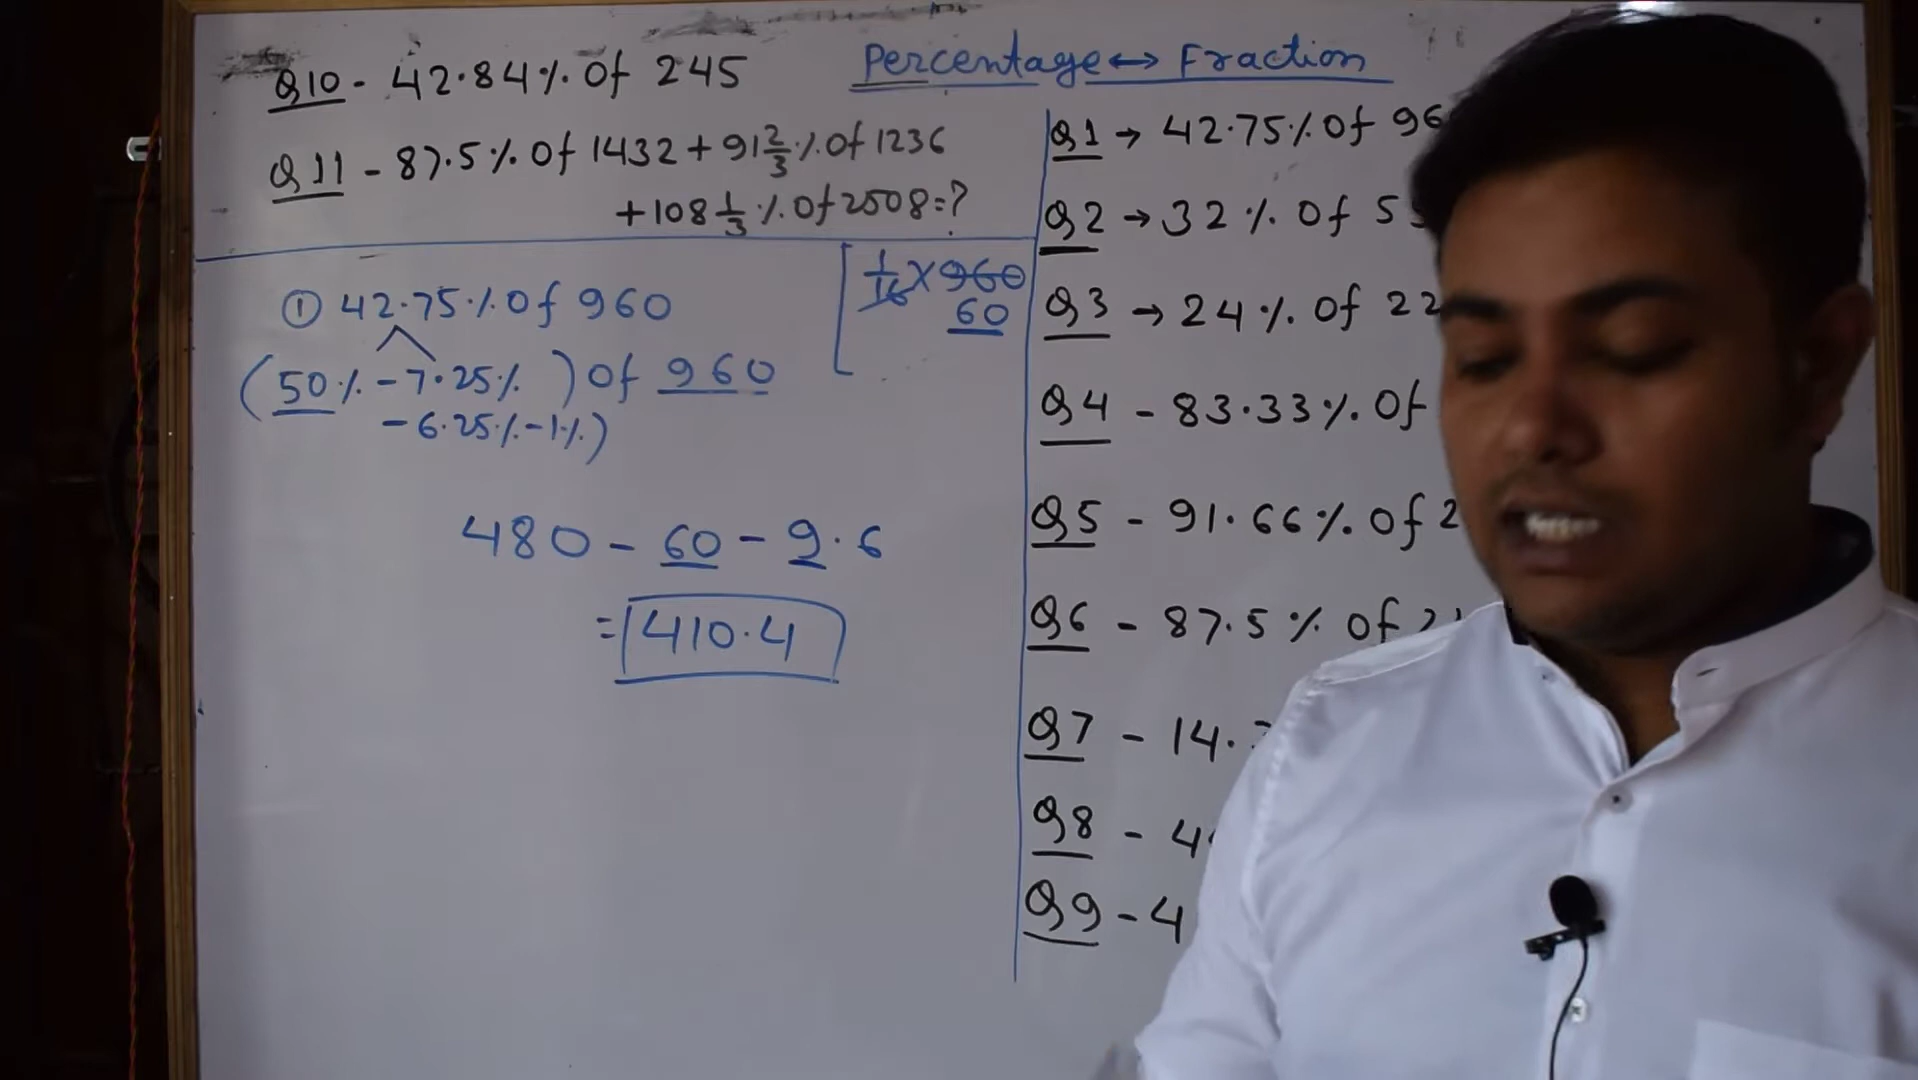 Q10 - 42.84% Of 245
Q11 - 87.5% Of 1432 + 91 2/3 % Of 1236
+ 108 1/3 % Of 2508 = ?
① 42.75% Of 960
(50% - 7.25% ) Of 960
- 6.25% - 1% )
1/16 × 960
60
480 - 60 - 9.6
= 410.4
Percentage ↔ Fraction
Q1 → 42.75% Of 96
Q2 → 32% Of 5
Q3 → 24% Of 22
Q4 - 83.33% Of
Q5 - 91.66% Of 2
Q6 - 87.5% Of
Q7 - 14.
Q8 - 4
Q9 - 4